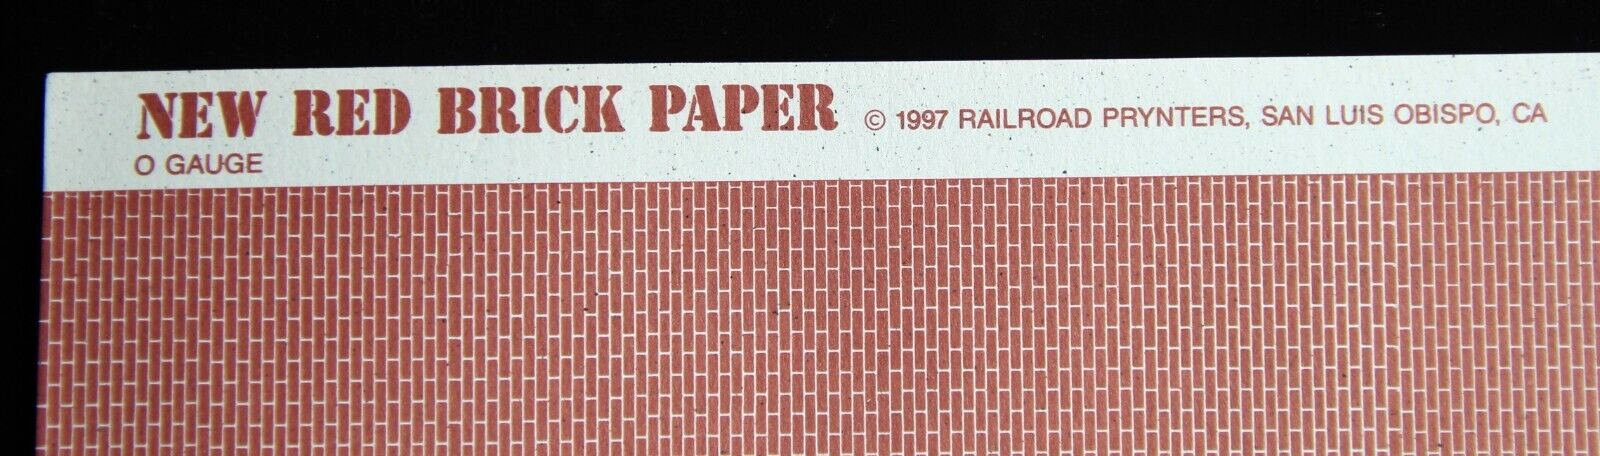 NEW RED BRICK PAPER © 1997 RAILROAD PRYNTERS, SAN LUIS OBISPO, CA
O GAUGE